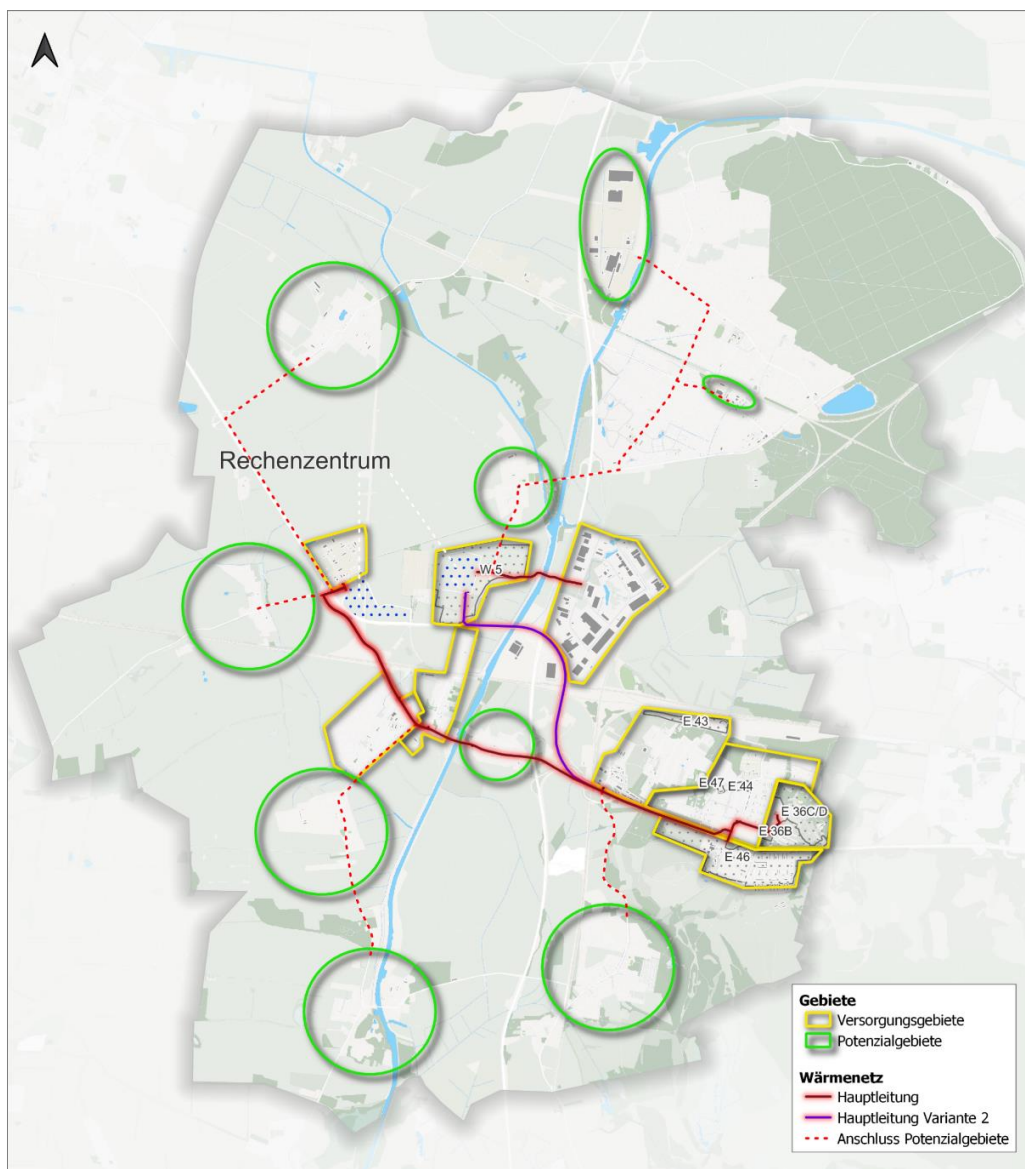 Rechenzentrum
W 5
E 43
E 47
E 44
E 36C/D
E 36B
E 46
Gebiete
Versorgungsgebiete
Potenzialgebiete
Wärmenetz
Hauptleitung
Hauptleitung Variante 2
Anschluss Potenzialgebiete